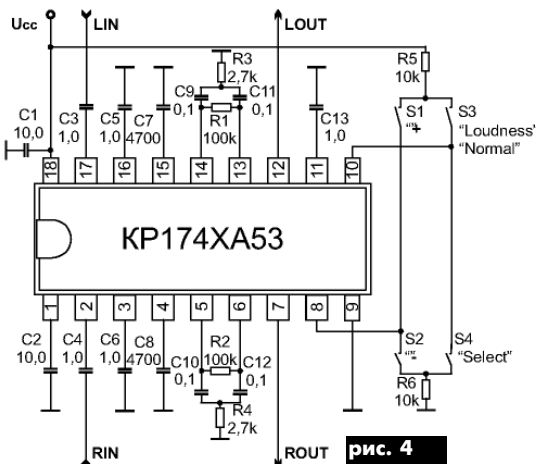 Ucc
LIN
LOUT
R3
2,7k
R5
10k
C9
0,1
C11
0,1
R1
100k
C1
10,0
C3
1,0
C5
1,0
C7
4700
C13
1,0
S1
"+"
S3
"Loudness"
"Normal"
18
17
16
15
14
13
12
11
10
КР174ХА53
1
2
3
4
5
6
7
8
9
C2
10,0
C4
1,0
C6
1,0
C8
4700
C10
0,1
R2
100k
C12
0,1
R4
2,7k
S2
"-"
S4
"Select"
R6
10k
RIN
ROUT
рис. 4